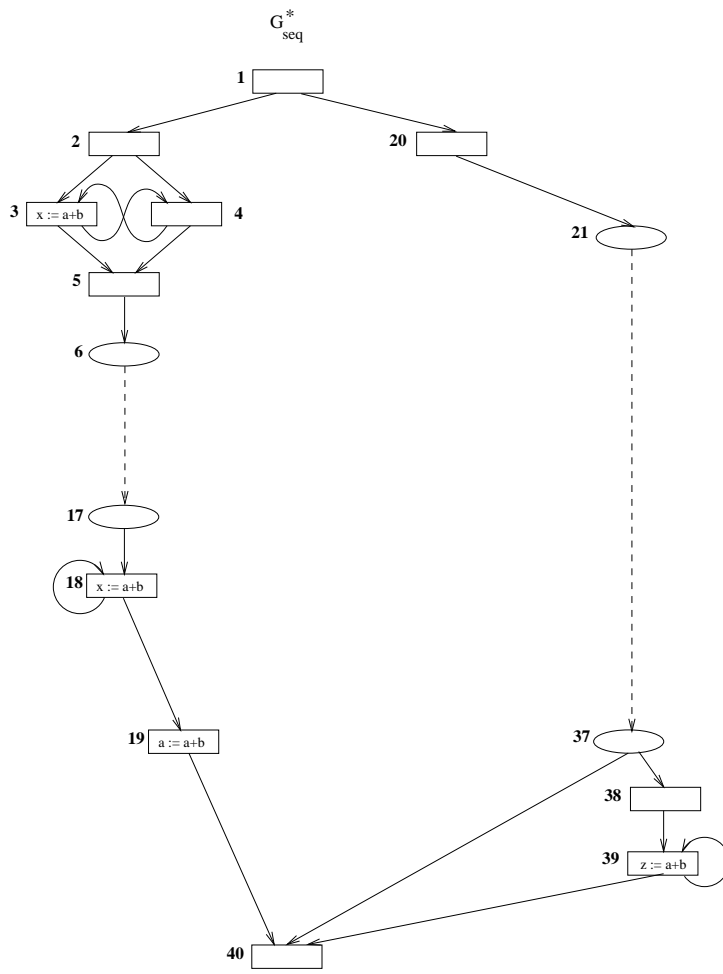 G*seq
1
2
20
3 x := a+b
4
21
5
6
17
18 x := a+b
19 a := a+b
37
38
39 z := a+b
40